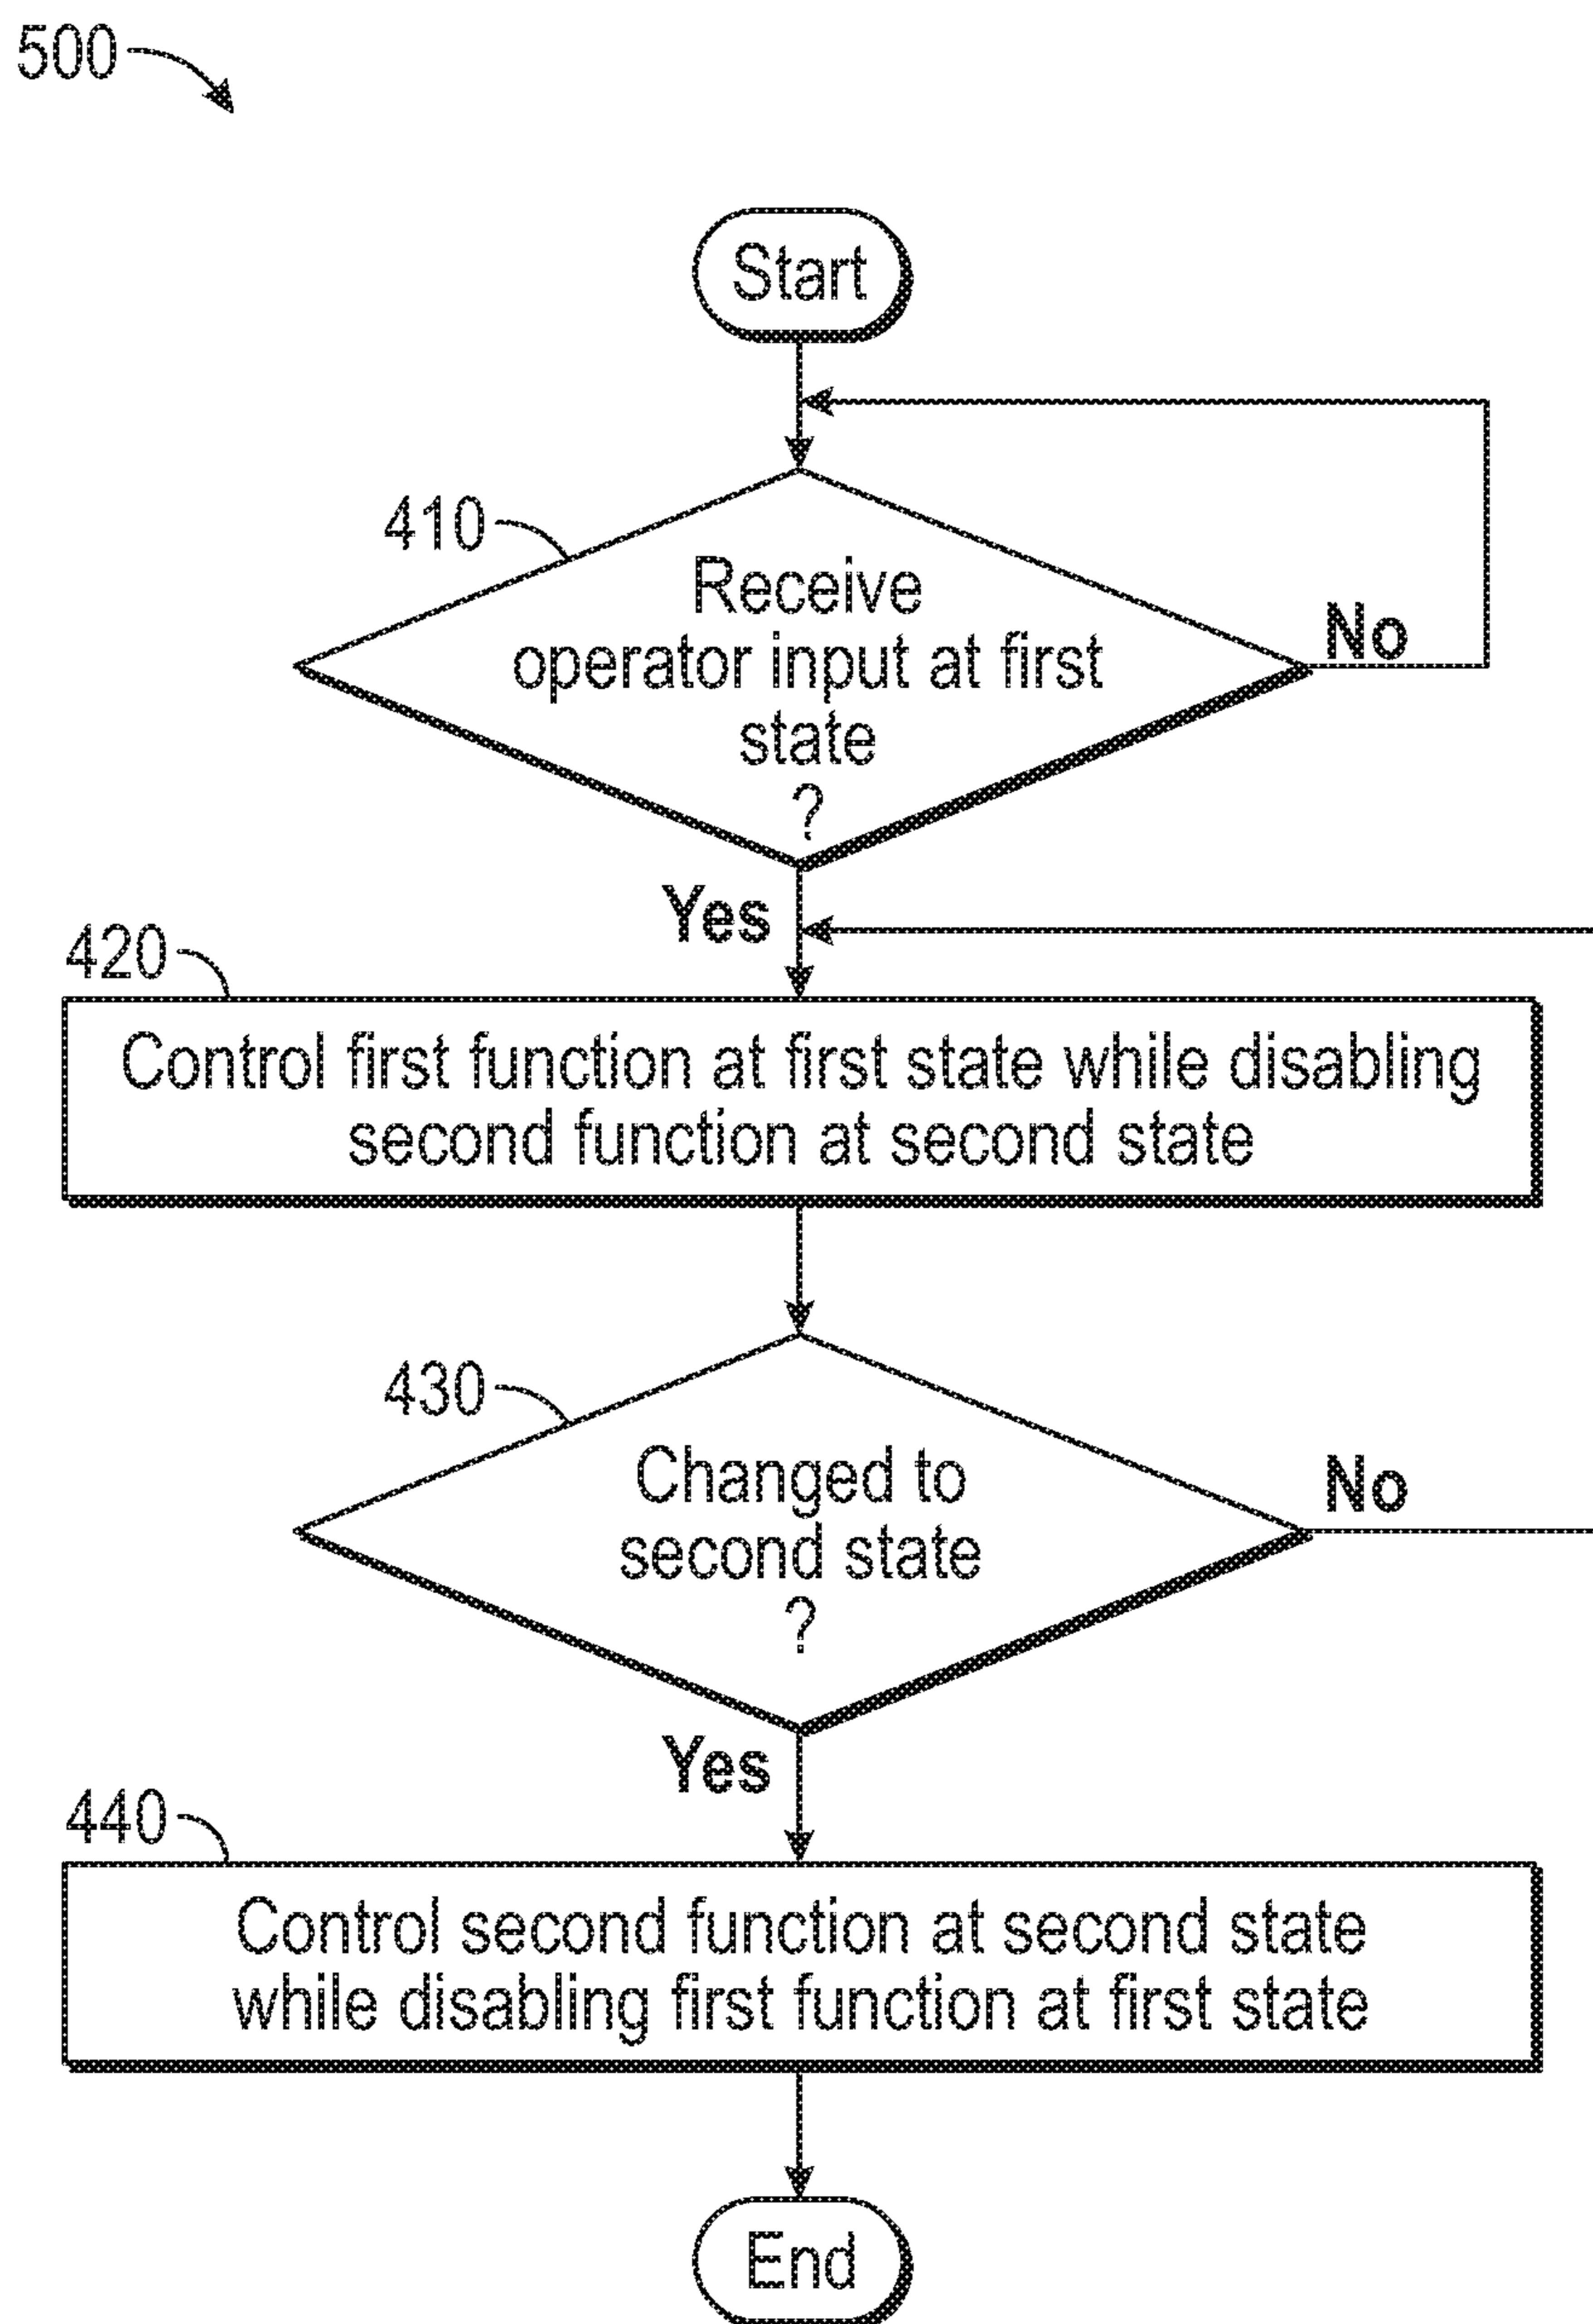 500
Start
410
Receive
operator input at first
state
?
No
Yes
420
Control first function at first state while disabling
second function at second state
430
Changed to
second state
?
No
Yes
440
Control second function at second state
while disabling first function at first state
End